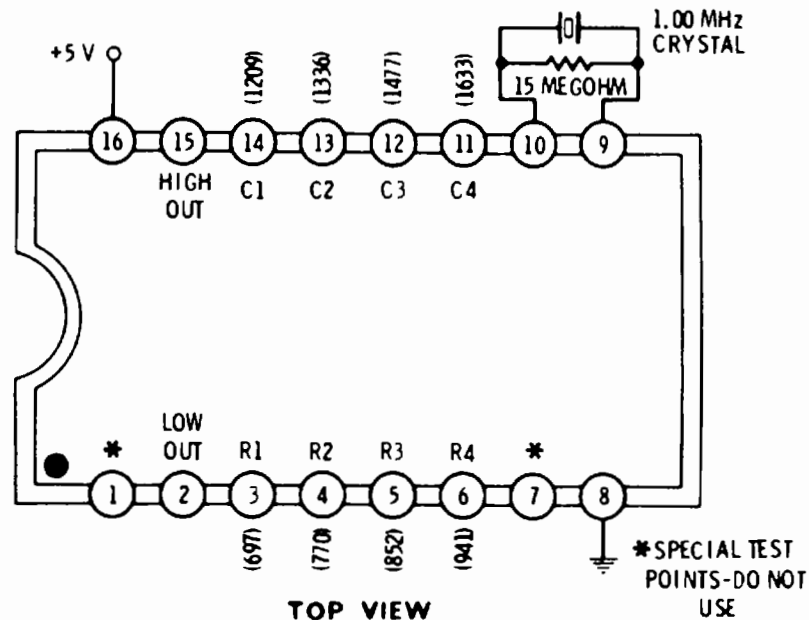 +5 V
(1209) (1336) (1477) (1633)
1.00 MHz
CRYSTAL
15 MEGOHM
16 15 14 13 12 11 10 9
HIGH
OUT
C1 C2 C3 C4
LOW
OUT
* R1 R2 R3 R4 *
1 2 3 4 5 6 7 8
(697) (770) (852) (941)
* SPECIAL TEST
POINTS-DO NOT
USE
TOP VIEW